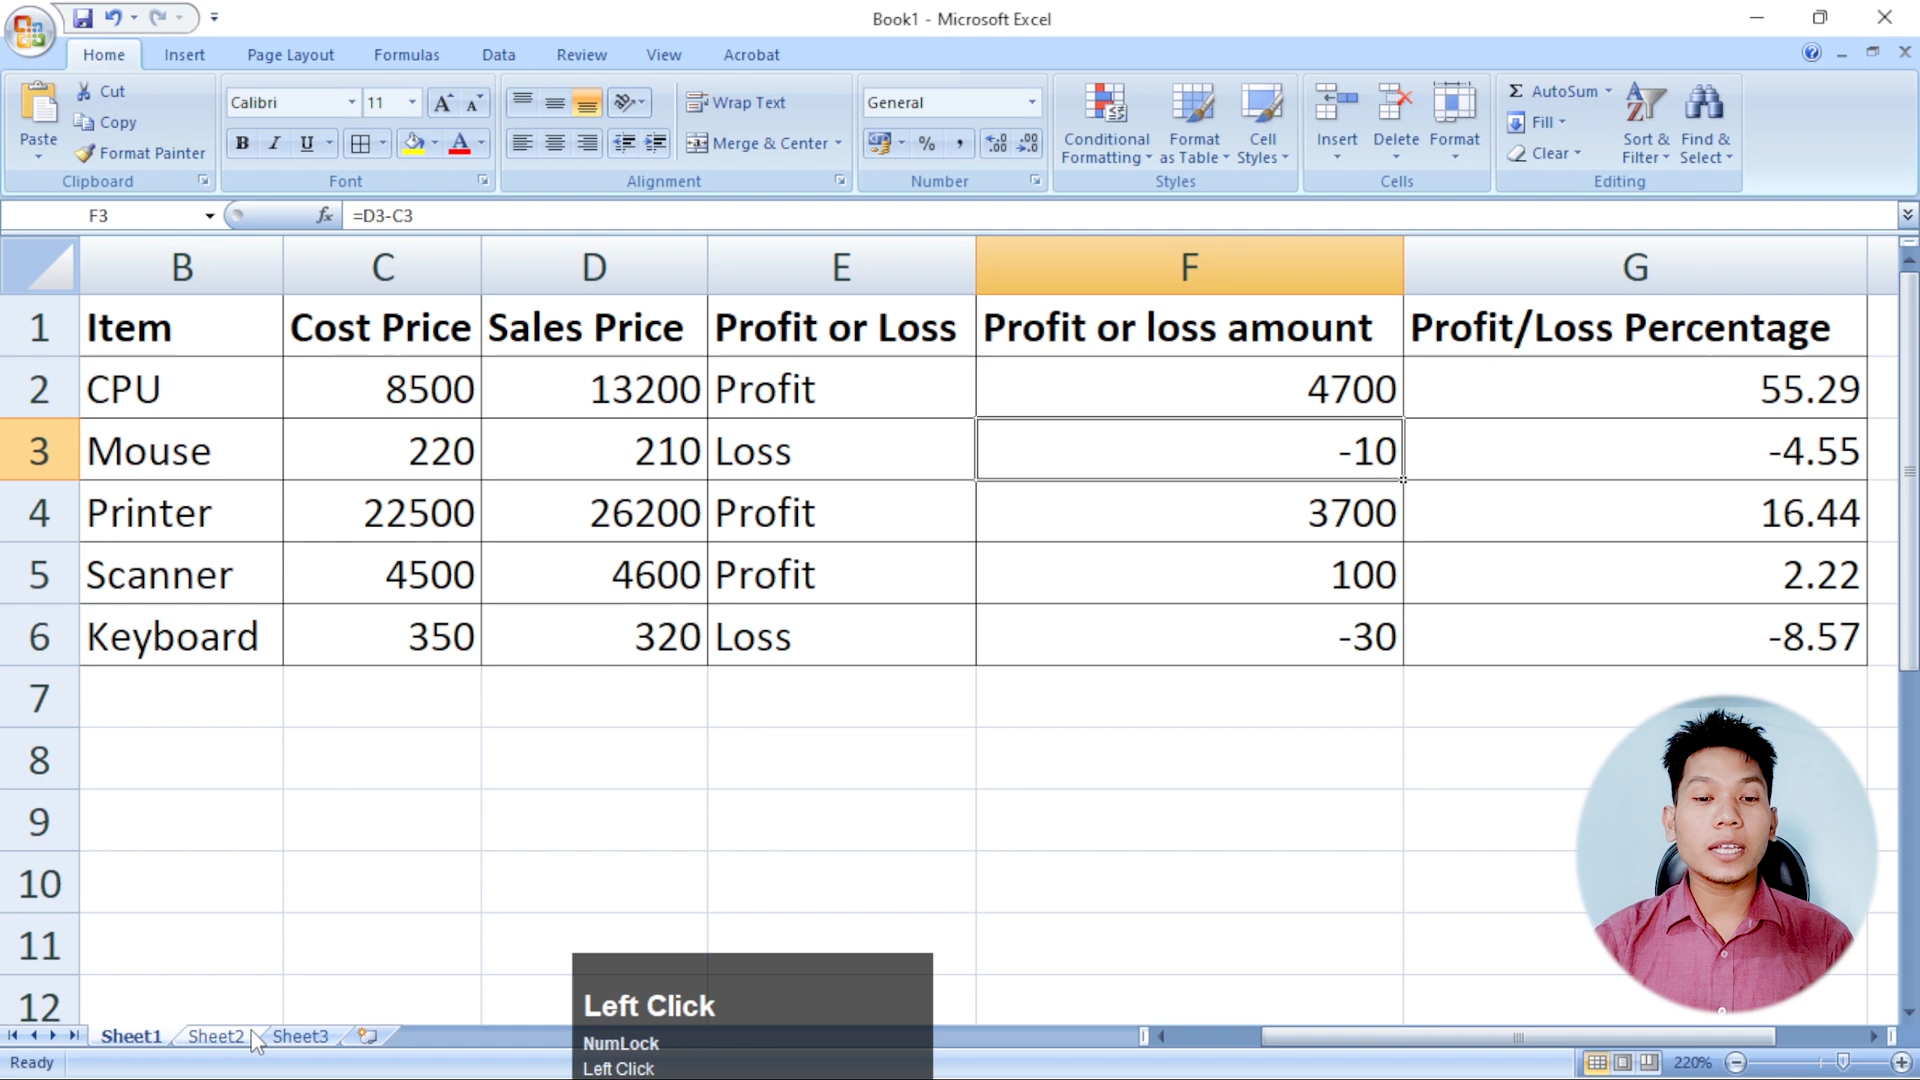 Book1 - Microsoft Excel
Home Insert Page Layout Formulas Data Review View Acrobat
Paste Cut Copy Format Painter Clipboard
Calibri 11 B I U A A A Font
Wrap Text Merge & Center Alignment
General % , .0 .00 .00 .0 Number
Conditional Formatting Format as Table Cell Styles Styles
Insert Delete Format Cells
Σ AutoSum Fill Clear Sort & Filter Find & Select Editing
F3 fx =D3-C3
B C D E F G
1 Item Cost Price Sales Price Profit or Loss Profit or loss amount Profit/Loss Percentage
2 CPU 8500 13200 Profit 4700 55.29
3 Mouse 220 210 Loss -10 -4.55
4 Printer 22500 26200 Profit 3700 16.44
5 Scanner 4500 4600 Profit 100 2.22
6 Keyboard 350 320 Loss -30 -8.57
7
8
9
10
11
12
Left Click
NumLock
Left Click
Sheet1 Sheet2 Sheet3
Ready 220%